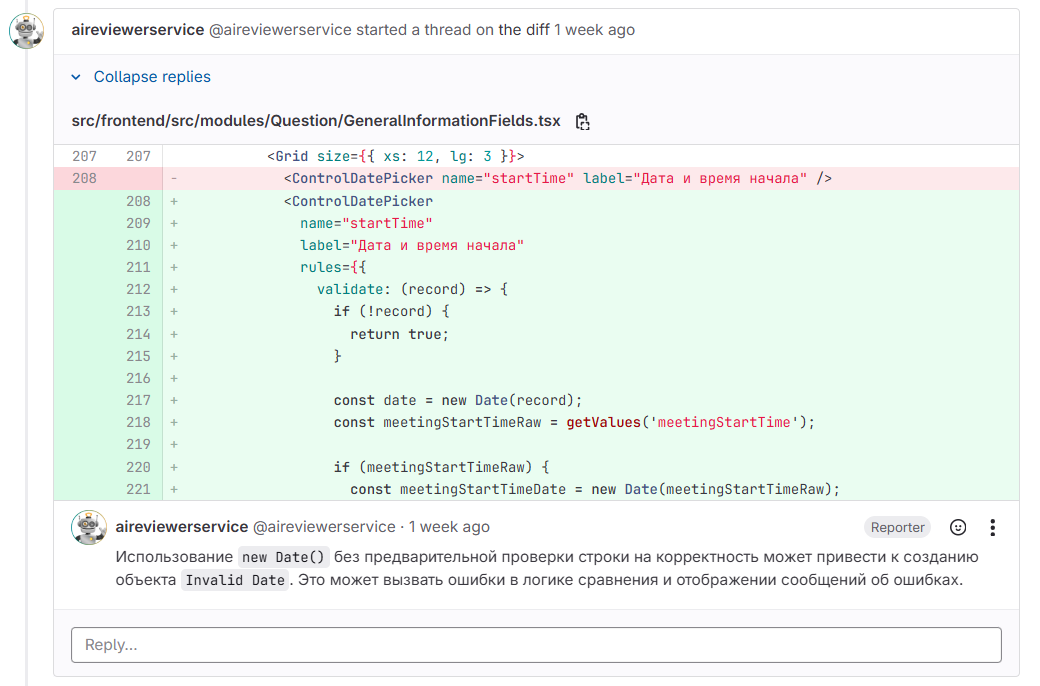 aireviewerservice @aireviewerservice started a thread on the diff 1 week ago
Collapse replies
src/frontend/src/modules/Question/GeneralInformationFields.tsx
207 207 <Grid size={{ xs: 12, lg: 3 }}>
208 - <ControlDatePicker name="startTime" label="Дата и время начала" />
208 + <ControlDatePicker
209 + name="startTime"
210 + label="Дата и время начала"
211 + rules={{
212 + validate: (record) => {
213 + if (!record) {
214 + return true;
215 + }
216 +
217 + const date = new Date(record);
218 + const meetingStartTimeRaw = getValues('meetingStartTime');
219 +
220 + if (meetingStartTimeRaw) {
221 + const meetingStartTimeDate = new Date(meetingStartTimeRaw);
aireviewerservice @aireviewerservice · 1 week ago Reporter
Использование new Date() без предварительной проверки строки на корректность может привести к созданию
объекта Invalid Date. Это может вызвать ошибки в логике сравнения и отображении сообщений об ошибках.
Reply...